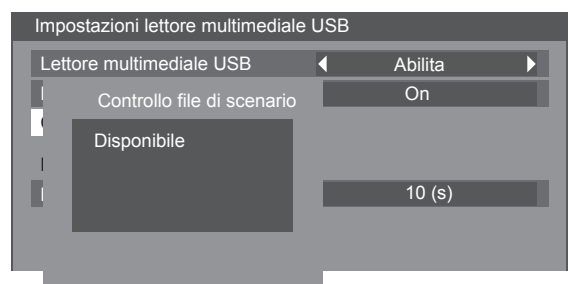 Impostazioni lettore multimediale USB
Lettore multimediale USB Abilita
Controllo file di scenario On
Disponibile
10 (s)